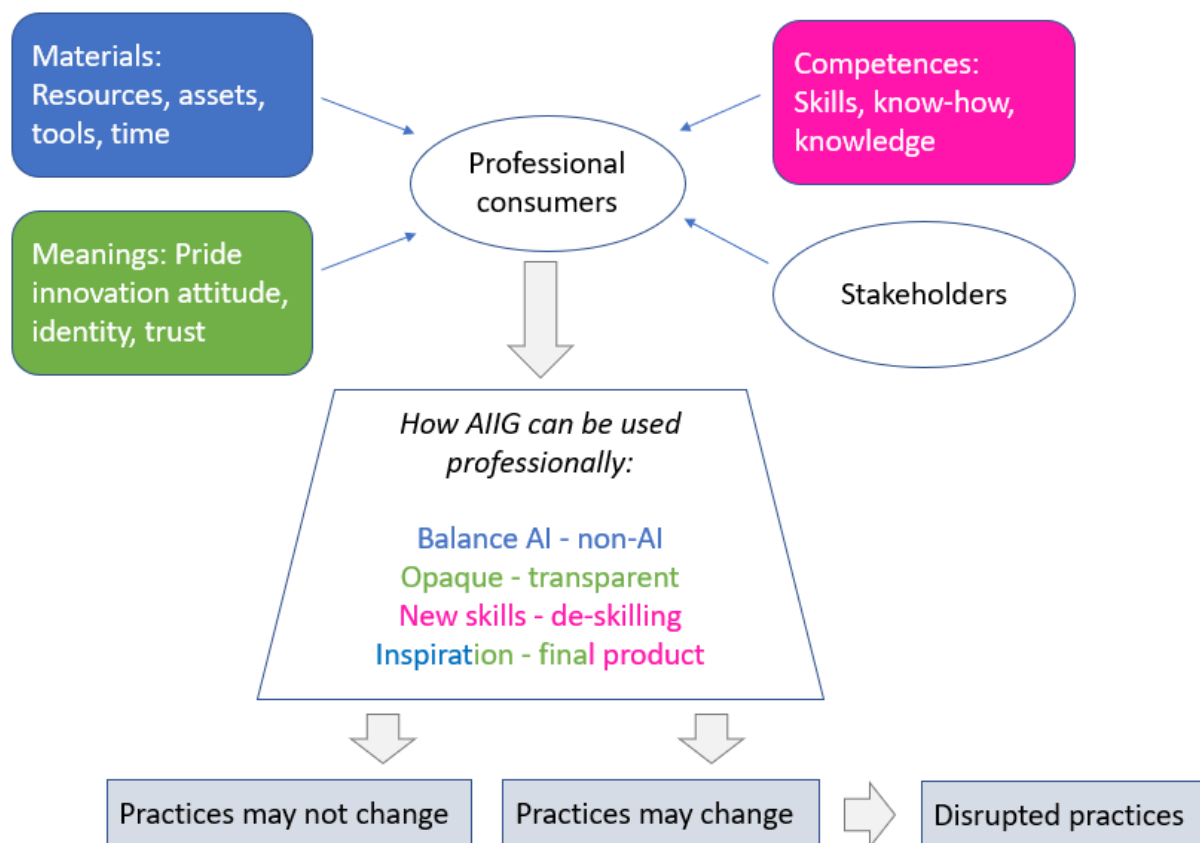 Materials:
Resources, assets,
tools, time
Competences:
Skills, know-how,
knowledge
Professional
consumers
Meanings: Pride
innovation attitude,
identity, trust
Stakeholders
How AIIG can be used
professionally:
Balance AI - non-AI
Opaque - transparent
New skills - de-skilling
Inspiration - final product
Practices may not change
Practices may change
Disrupted practices